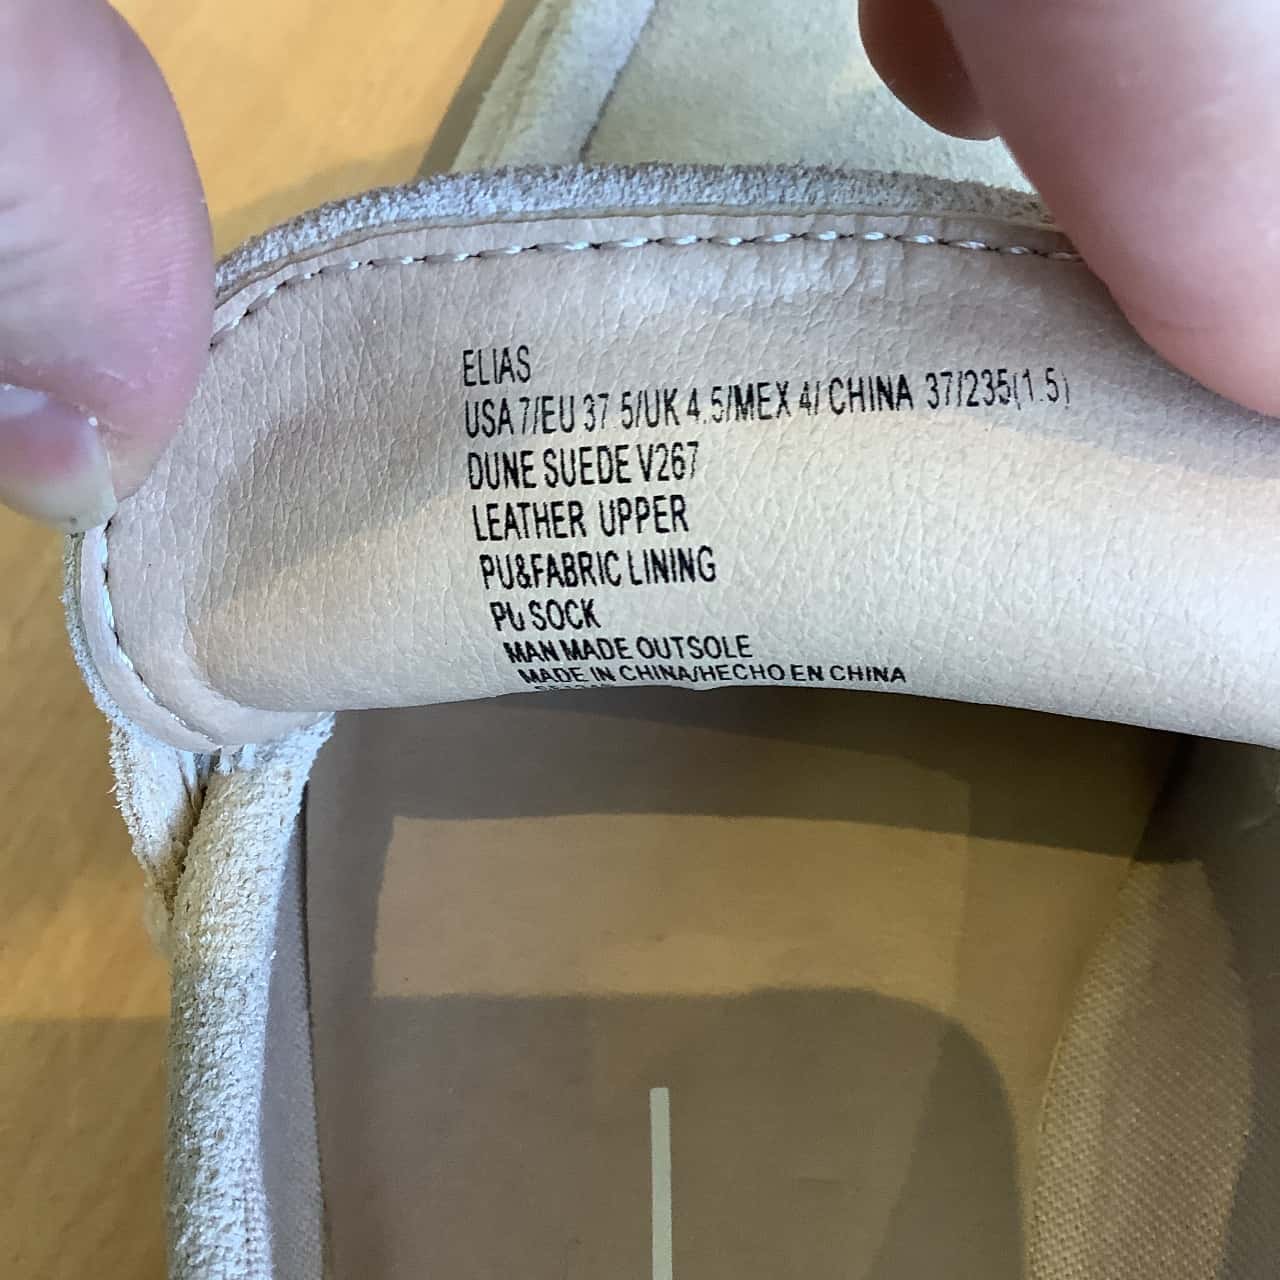 ELIAS
USA 7/EU 37.5/UK 4.5/MEX 4/ CHINA 37/235(1.5)
DUNE SUEDE V267
LEATHER UPPER
PU&FABRIC LINING
PU SOCK
MAN MADE OUTSOLE
MADE IN CHINA/HECHO EN CHINA